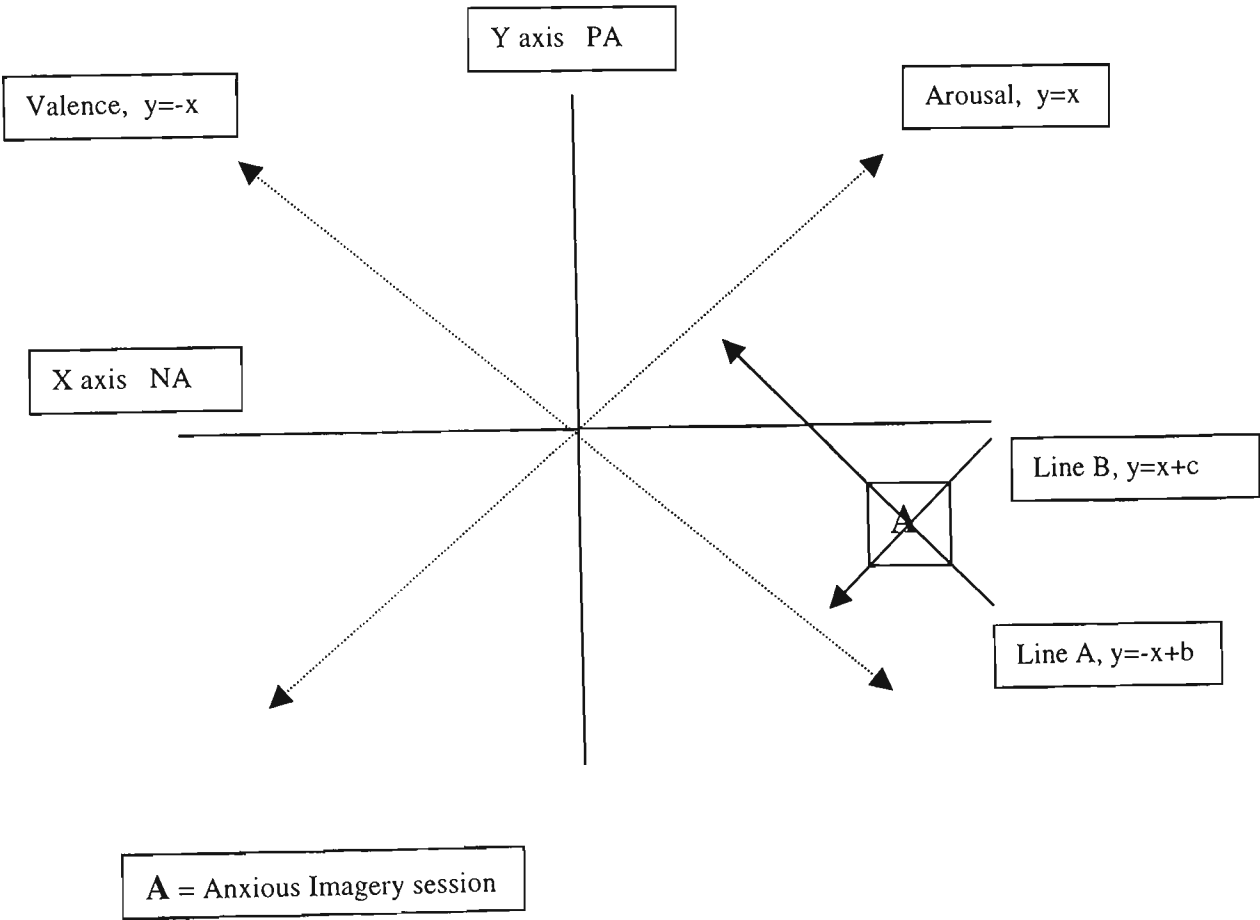 Y axis PA
Valence, y=-x
Arousal, y=x
X axis NA
Line B, y=x+c
A
Line A, y=-x+b
A = Anxious Imagery session